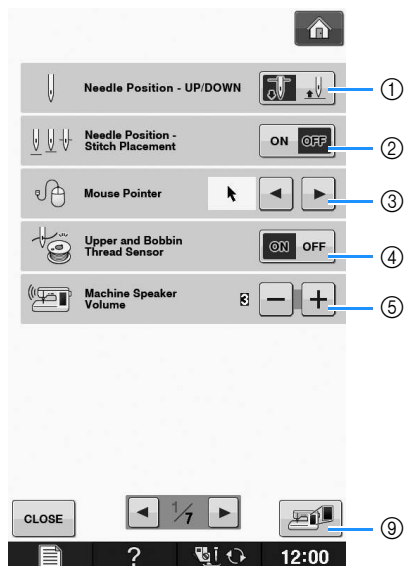 Needle Position - UP/DOWN
①
Needle Position -
Stitch Placement
ON OFF
②
Mouse Pointer
③
Upper and Bobbin
Thread Sensor
ON OFF
④
Machine Speaker
Volume
3 − +
⑤
CLOSE
1/7
⑨
?
12:00